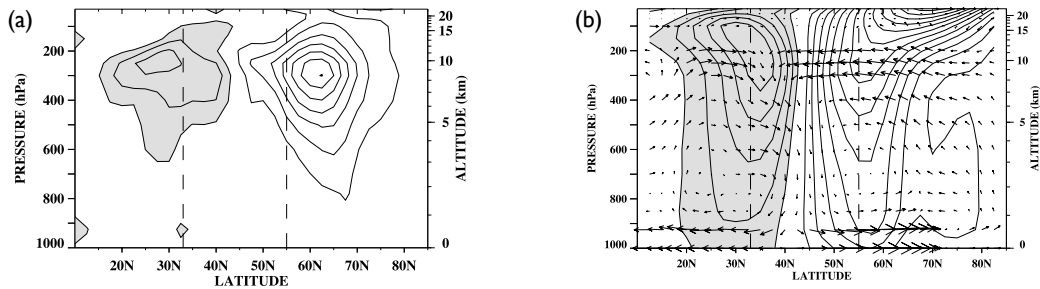 (a)
PRESSURE (hPa)
200
400
600
800
1000
20N 30N 40N 50N 60N 70N 80N
LATITUDE
20
15
10
5
0
ALTITUDE (km)
(b)
PRESSURE (hPa)
200
400
600
800
1000
20N 30N 40N 50N 60N 70N 80N
LATITUDE
20
15
10
5
0
ALTITUDE (km)